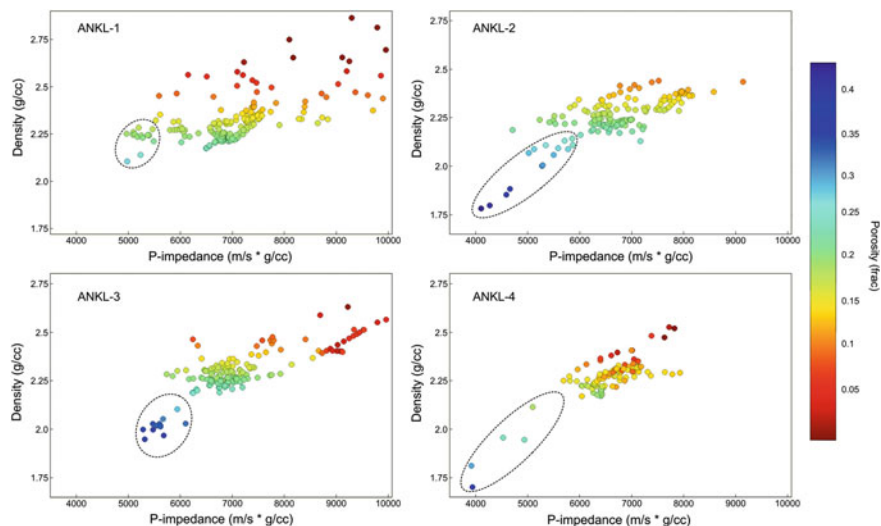 ANKL-1
2.75
2.5
2.25
2.0
1.75
Density (g/cc)
4000 5000 6000 7000 8000 9000 10000
P-impedance (m/s * g/cc)
ANKL-2
2.75
2.5
2.25
2.0
1.75
Density (g/cc)
4000 5000 6000 7000 8000 9000 10000
P-impedance (m/s * g/cc)
ANKL-3
2.75
2.5
2.25
2.0
1.75
Density (g/cc)
4000 5000 6000 7000 8000 9000 10000
P-impedance (m/s * g/cc)
ANKL-4
2.75
2.5
2.25
2.0
1.75
Density (g/cc)
4000 5000 6000 7000 8000 9000 10000
P-impedance (m/s * g/cc)
0.4
0.35
0.3
0.25
0.2
0.15
0.1
0.05
Porosity (frac)